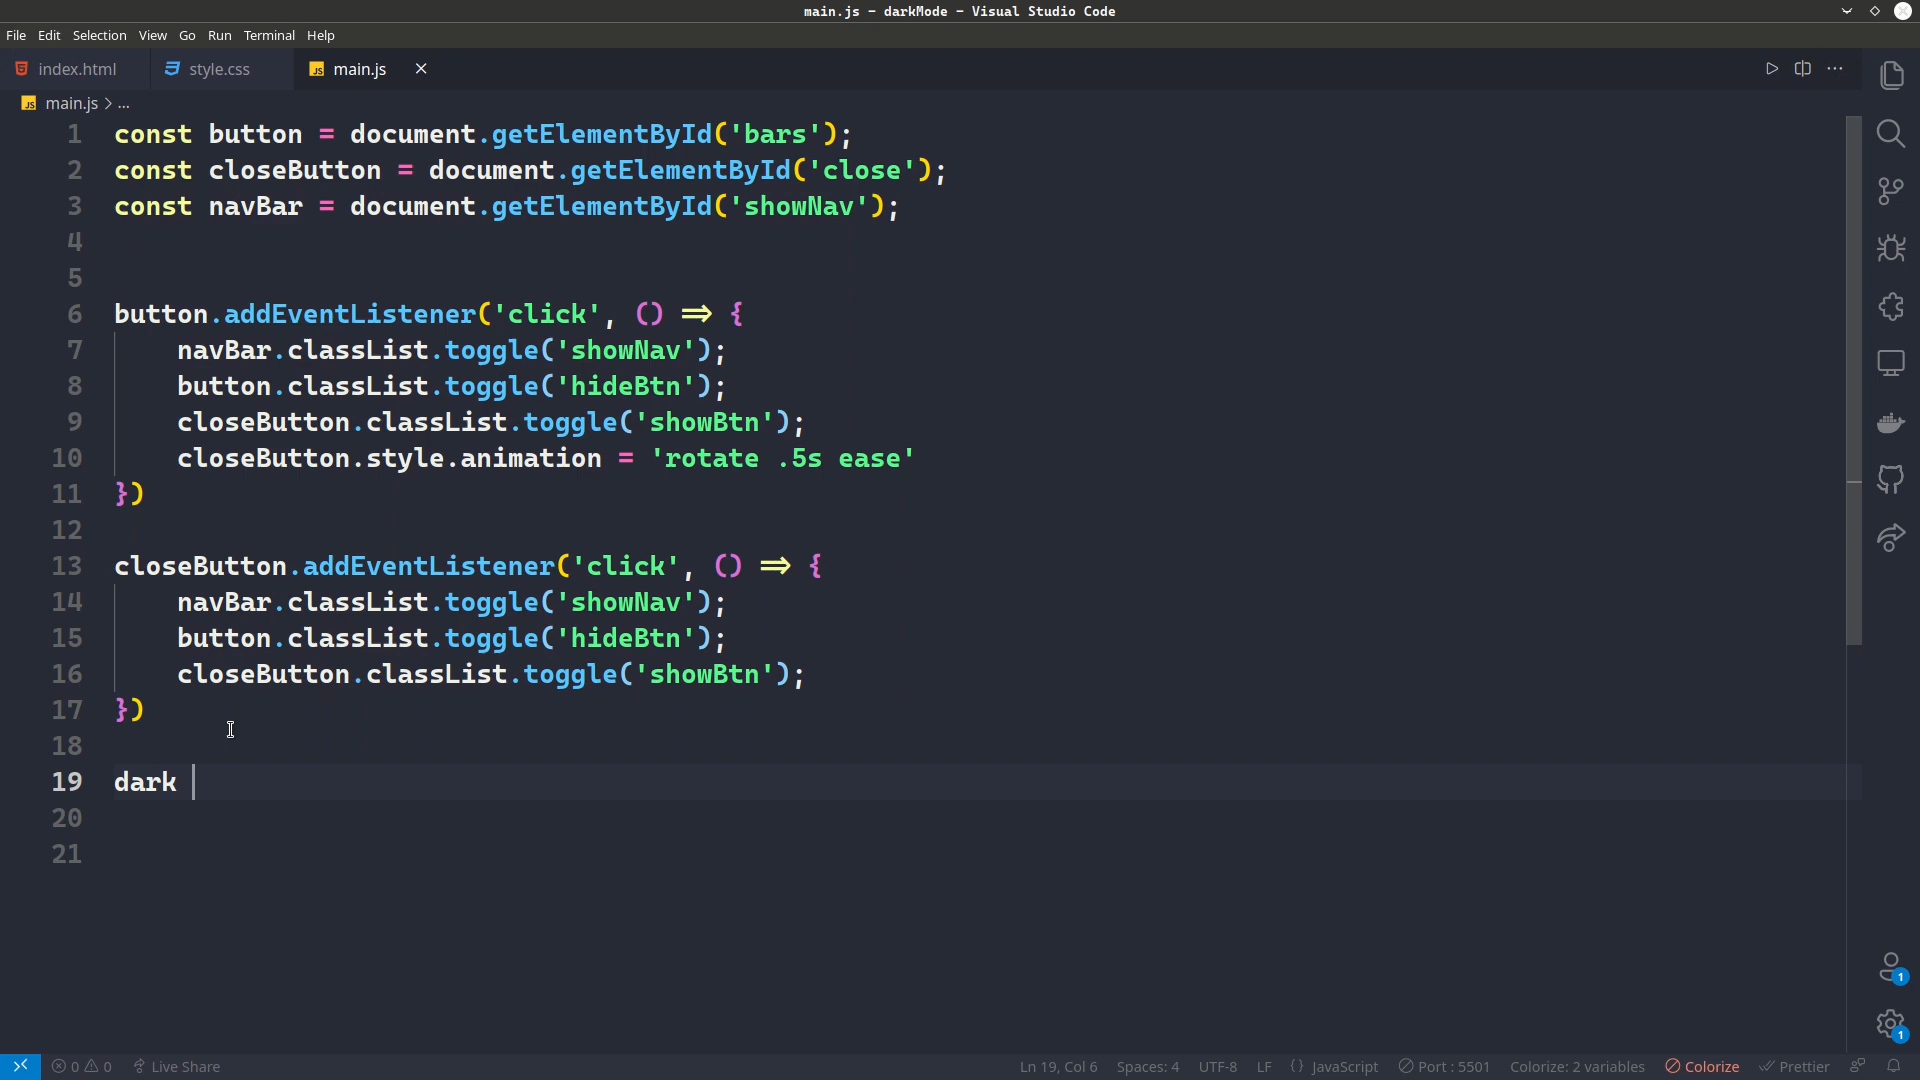 main.js − darkMode − Visual Studio Code
File Edit Selection View Go Run Terminal Help
index.html style.css JS main.js ×
JS main.js > ...
1 const button = document.getElementById('bars');
2 const closeButton = document.getElementById('close');
3 const navBar = document.getElementById('showNav');
4
5
6 button.addEventListener('click', () => {
7 navBar.classList.toggle('showNav');
8 button.classList.toggle('hideBtn');
9 closeButton.classList.toggle('showBtn');
10 closeButton.style.animation = 'rotate .5s ease'
11 })
12
13 closeButton.addEventListener('click', () => {
14 navBar.classList.toggle('showNav');
15 button.classList.toggle('hideBtn');
16 closeButton.classList.toggle('showBtn');
17 })
18
19 dark
20
21
1
1
0 0 Live Share Ln 19, Col 6 Spaces: 4 UTF-8 LF {} JavaScript Port : 5501 Colorize: 2 variables Colorize Prettier